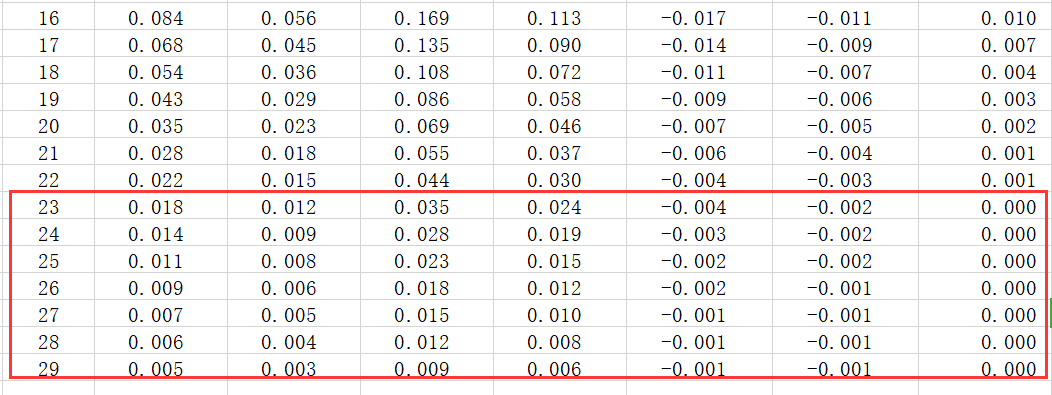 16 0.084 0.056 0.169 0.113 -0.017 -0.011 0.010
17 0.068 0.045 0.135 0.090 -0.014 -0.009 0.007
18 0.054 0.036 0.108 0.072 -0.011 -0.007 0.004
19 0.043 0.029 0.086 0.058 -0.009 -0.006 0.003
20 0.035 0.023 0.069 0.046 -0.007 -0.005 0.002
21 0.028 0.018 0.055 0.037 -0.006 -0.004 0.001
22 0.022 0.015 0.044 0.030 -0.004 -0.003 0.001
23 0.018 0.012 0.035 0.024 -0.004 -0.002 0.000
24 0.014 0.009 0.028 0.019 -0.003 -0.002 0.000
25 0.011 0.008 0.023 0.015 -0.002 -0.002 0.000
26 0.009 0.006 0.018 0.012 -0.002 -0.001 0.000
27 0.007 0.005 0.015 0.010 -0.001 -0.001 0.000
28 0.006 0.004 0.012 0.008 -0.001 -0.001 0.000
29 0.005 0.003 0.009 0.006 -0.001 -0.001 0.000